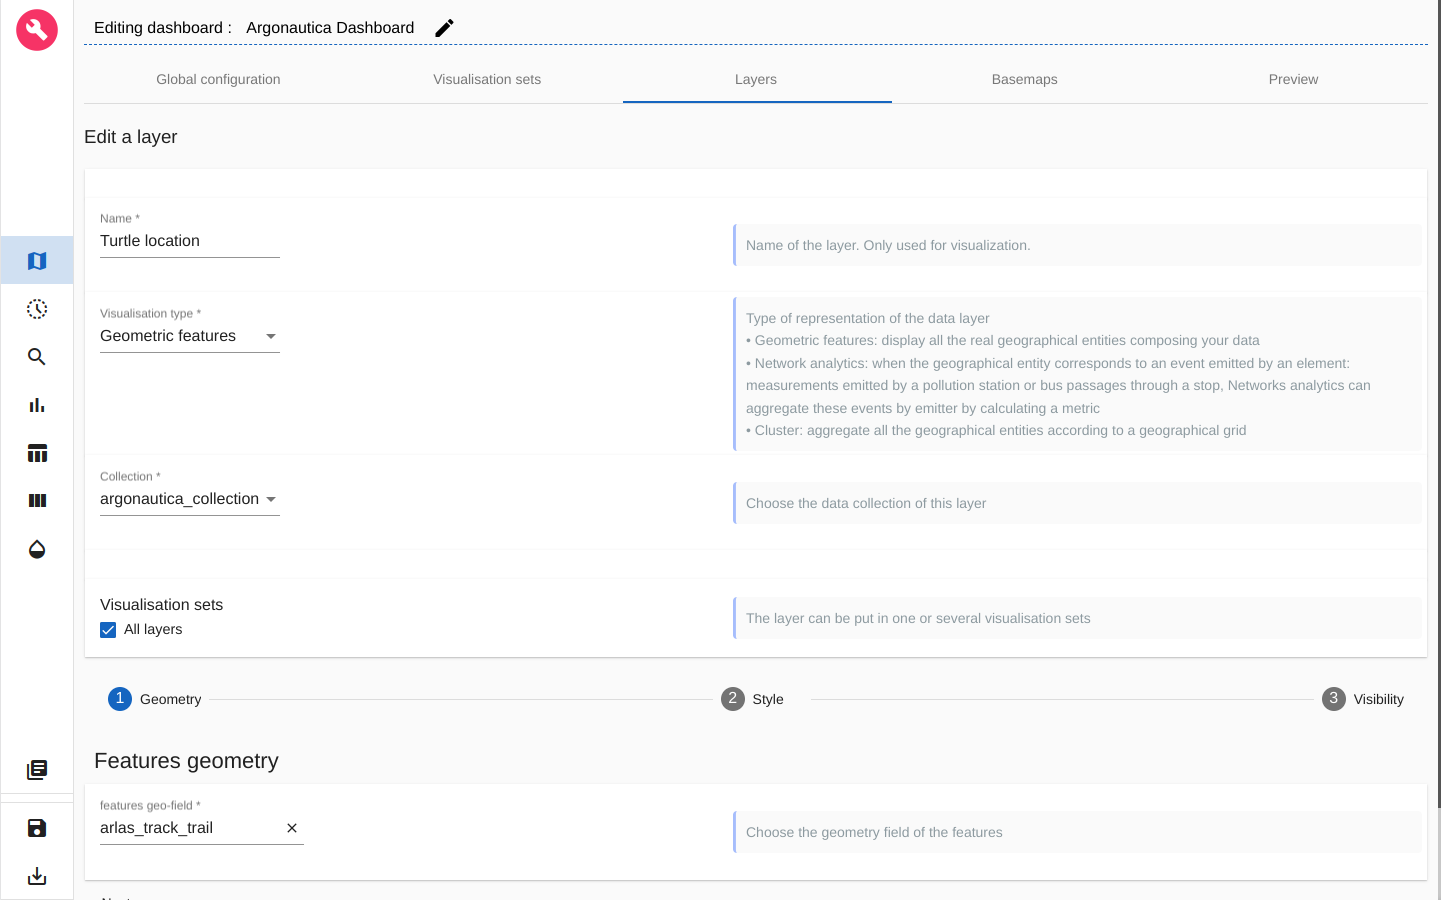 Editing dashboard : Argonautica Dashboard
Global configuration
Visualisation sets
Layers
Basemaps
Preview
Edit a layer
Name *
Turtle location
Name of the layer. Only used for visualization.
Visualisation type *
Geometric features
Type of representation of the data layer
• Geometric features: display all the real geographical entities composing your data
• Network analytics: when the geographical entity corresponds to an event emitted by an element:
measurements emitted by a pollution station or bus passages through a stop, Networks analytics can
aggregate these events by emitter by calculating a metric
• Cluster: aggregate all the geographical entities according to a geographical grid
Collection *
argonautica_collection
Choose the data collection of this layer
Visualisation sets
All layers
The layer can be put in one or several visualisation sets
1 Geometry
2 Style
3 Visibility
Features geometry
features geo-field *
arlas_track_trail
Choose the geometry field of the features